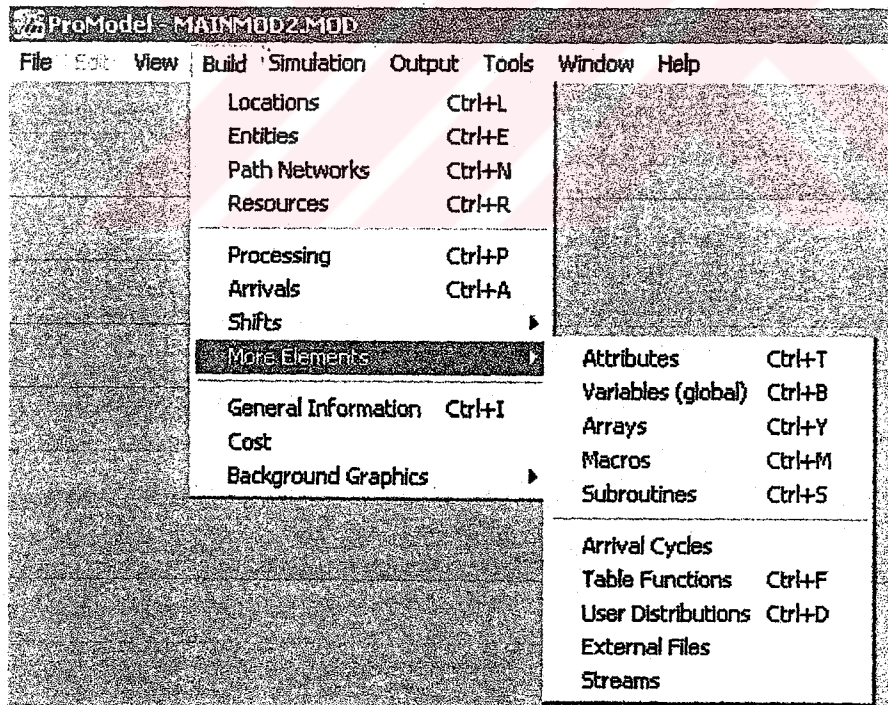 ProModel - MAINMOD2.MOD
File Edit View Build Simulation Output Tools Window Help
Locations Ctrl+L
Entities Ctrl+E
Path Networks Ctrl+N
Resources Ctrl+R
Processing Ctrl+P
Arrivals Ctrl+A
Shifts
More Elements
General Information Ctrl+I
Cost
Background Graphics
Attributes Ctrl+T
Variables (global) Ctrl+B
Arrays Ctrl+Y
Macros Ctrl+M
Subroutines Ctrl+S
Arrival Cycles
Table Functions Ctrl+F
User Distributions Ctrl+D
External Files
Streams